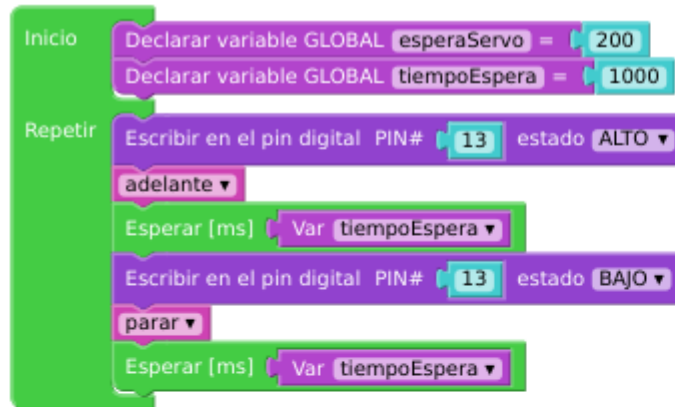 Inicio Declarar variable GLOBAL esperaServo = 200
Declarar variable GLOBAL tiempoEspera = 1000
Repetir Escribir en el pin digital PIN# 13 estado ALTO ▼
adelante ▼
Esperar [ms] Var tiempoEspera ▼
Escribir en el pin digital PIN# 13 estado BAJO ▼
parar ▼
Esperar [ms] Var tiempoEspera ▼